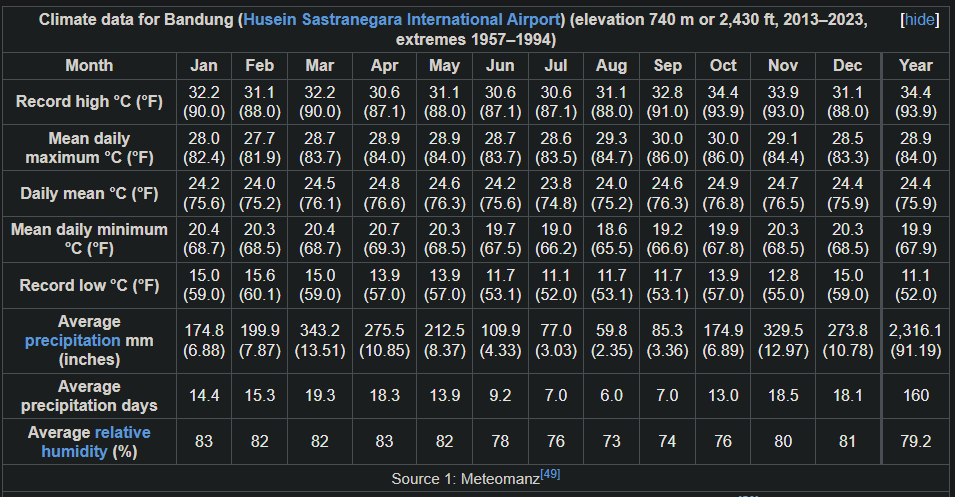 Climate data for Bandung (Husein Sastranegara International Airport) (elevation 740 m or 2,430 ft, 2013–2023, [hide]
extremes 1957–1994)
Month Jan Feb Mar Apr May Jun Jul Aug Sep Oct Nov Dec Year
Record high °C (°F) 32.2 (90.0) 31.1 (88.0) 32.2 (90.0) 30.6 (87.1) 31.1 (88.0) 30.6 (87.1) 30.6 (87.1) 31.1 (88.0) 32.8 (91.0) 34.4 (93.9) 33.9 (93.0) 31.1 (88.0) 34.4 (93.9)
Mean daily maximum °C (°F) 28.0 (82.4) 27.7 (81.9) 28.7 (83.7) 28.9 (84.0) 28.9 (84.0) 28.7 (83.7) 28.6 (83.5) 29.3 (84.7) 30.0 (86.0) 30.0 (86.0) 29.1 (84.4) 28.5 (83.3) 28.9 (84.0)
Daily mean °C (°F) 24.2 (75.6) 24.0 (75.2) 24.5 (76.1) 24.8 (76.6) 24.6 (76.3) 24.2 (75.6) 23.8 (74.8) 24.0 (75.2) 24.6 (76.3) 24.9 (76.8) 24.7 (76.5) 24.4 (75.9) 24.4 (75.9)
Mean daily minimum °C (°F) 20.4 (68.7) 20.3 (68.5) 20.4 (68.7) 20.7 (69.3) 20.3 (68.5) 19.7 (67.5) 19.0 (66.2) 18.6 (65.5) 19.2 (66.6) 19.9 (67.8) 20.3 (68.5) 20.3 (68.5) 19.9 (67.9)
Record low °C (°F) 15.0 (59.0) 15.6 (60.1) 15.0 (59.0) 13.9 (57.0) 13.9 (57.0) 11.7 (53.1) 11.1 (52.0) 11.7 (53.1) 11.7 (53.1) 13.9 (57.0) 12.8 (55.0) 15.0 (59.0) 11.1 (52.0)
Average precipitation mm (inches) 174.8 (6.88) 199.9 (7.87) 343.2 (13.51) 275.5 (10.85) 212.5 (8.37) 109.9 (4.33) 77.0 (3.03) 59.8 (2.35) 85.3 (3.36) 174.9 (6.89) 329.5 (12.97) 273.8 (10.78) 2,316.1 (91.19)
Average precipitation days 14.4 15.3 19.3 18.3 13.9 9.2 7.0 6.0 7.0 13.0 18.5 18.1 160
Average relative humidity (%) 83 82 82 83 82 78 76 73 74 76 80 81 79.2
Source 1: Meteomanz[49]